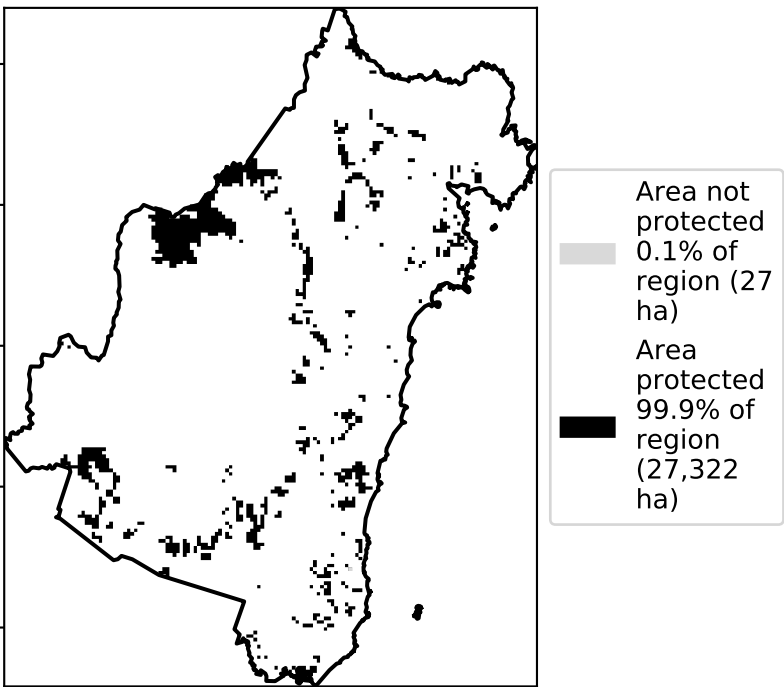 Area not
protected
0.1% of
region (27
ha)
Area
protected
99.9% of
region
(27,322
ha)